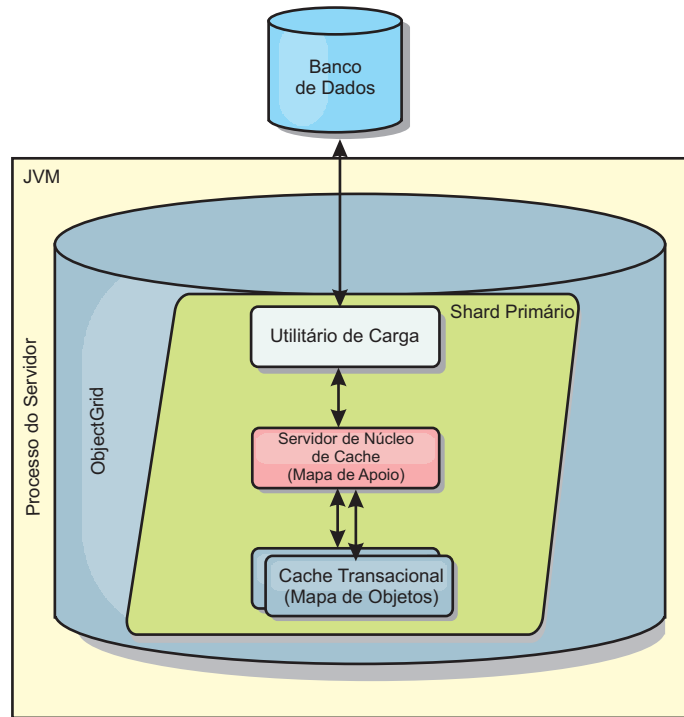 Banco
de Dados
JVM
Processo do Servidor
ObjectGrid
Shard Primário
Utilitário de Carga
Servidor de Núcleo
de Cache
(Mapa de Apoio)
Cache Transacional
(Mapa de Objetos)